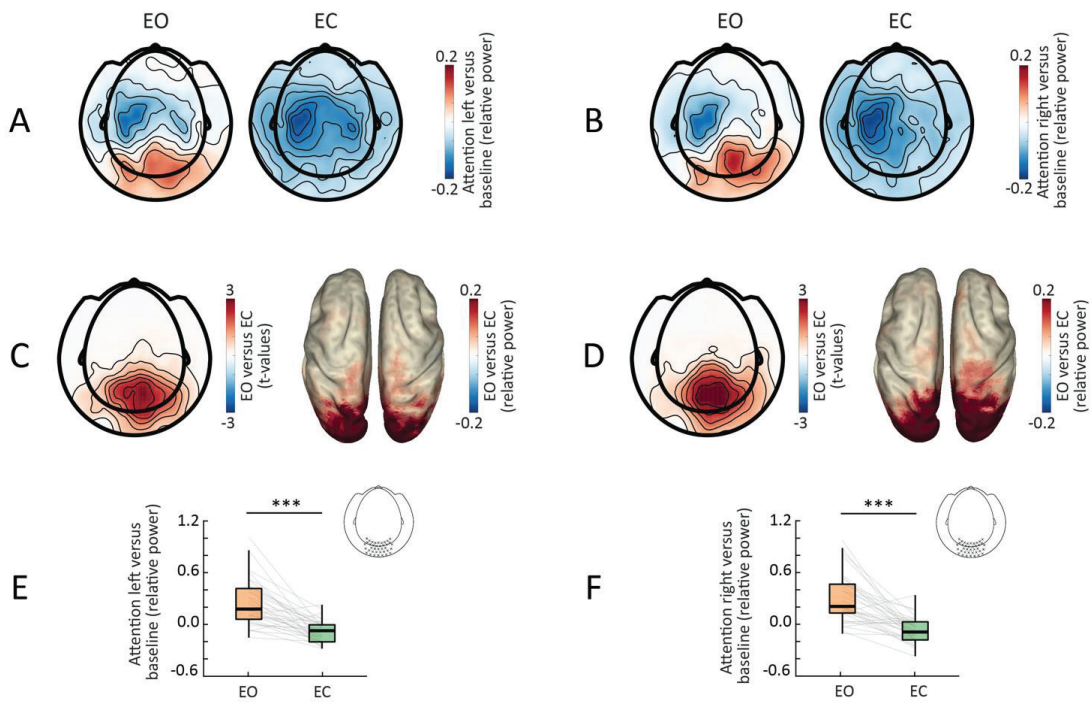 EO EC
0.2
Attention left versus
baseline (relative power)
-0.2
A
EO EC
0.2
Attention right versus
baseline (relative power)
-0.2
B
C
3
EO versus EC
(t-values)
-3
0.2
EO versus EC
(relative power)
-0.2
D
3
EO versus EC
(t-values)
-3
0.2
EO versus EC
(relative power)
-0.2
E
Attention left versus
baseline (relative power)
1.2
0.6
0.0
-0.6
***
EO EC
F
Attention right versus
baseline (relative power)
1.2
0.6
0.0
-0.6
***
EO EC